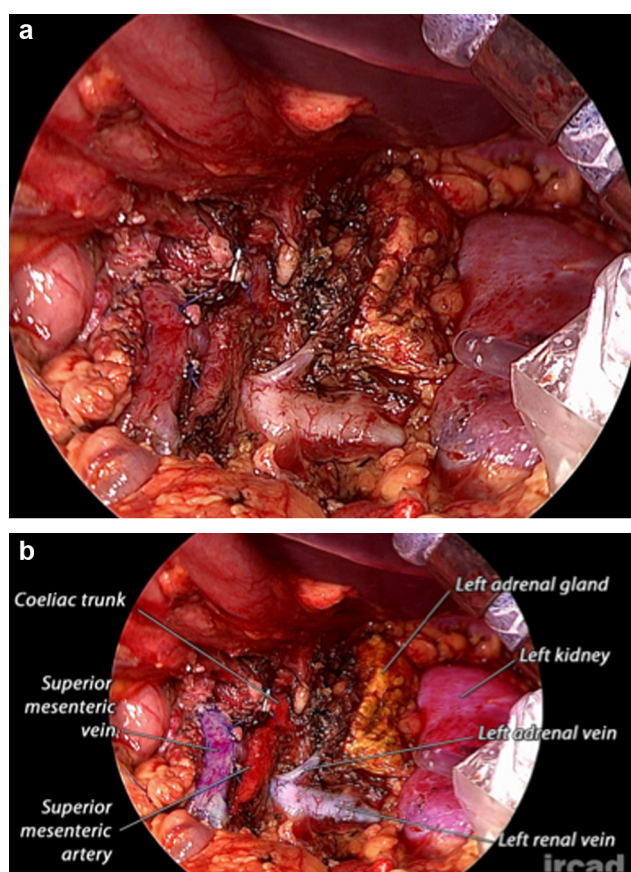 a
b
Coeliac trunk
Left adrenal gland
Left kidney
Superior
mesenteric
vein
Left adrenal vein
Superior
mesenteric
artery
Left renal vein
ircad